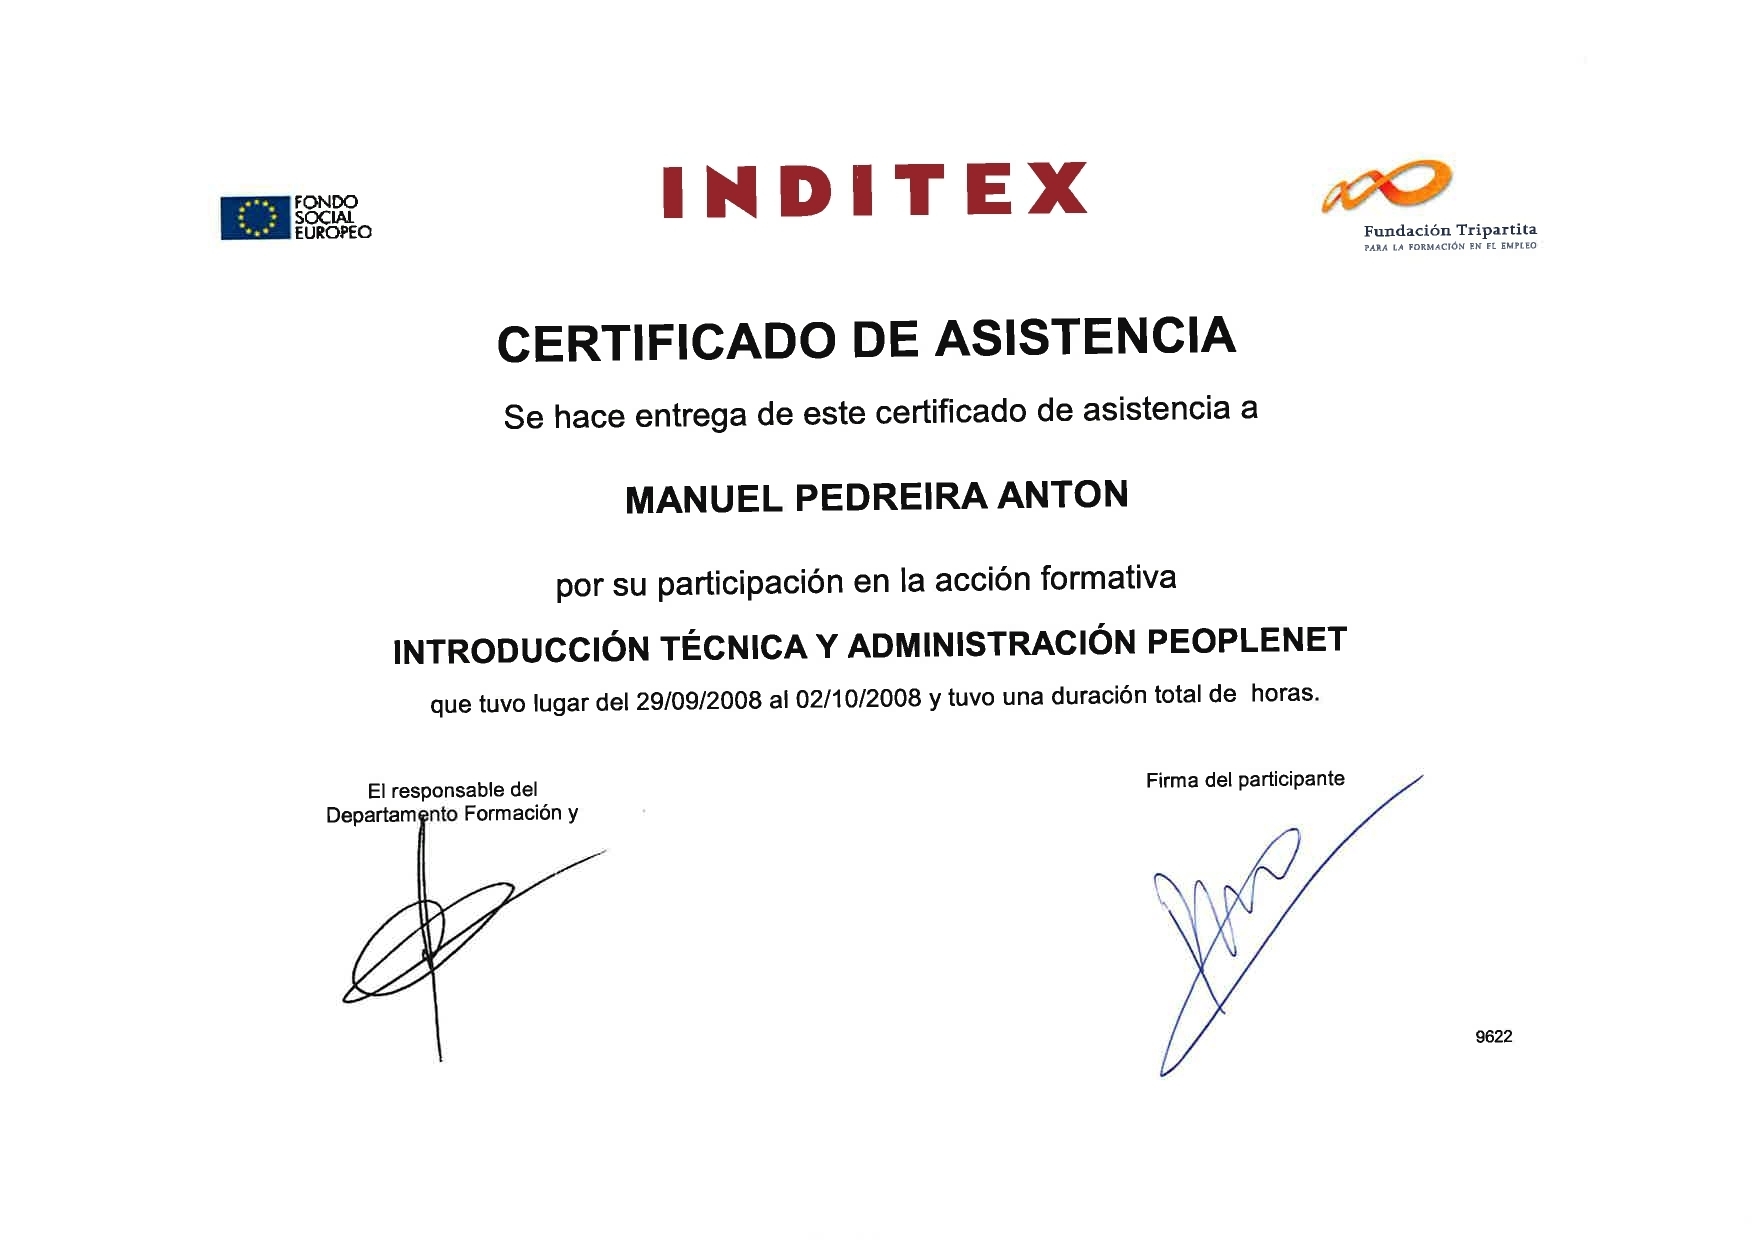 FONDO
SOCIAL
EUROPEO
INDITEX
Fundación Tripartita
PARA LA FORMACIÓN EN EL EMPLEO
CERTIFICADO DE ASISTENCIA
Se hace entrega de este certificado de asistencia a
MANUEL PEDREIRA ANTON
por su participación en la acción formativa
INTRODUCCIÓN TÉCNICA Y ADMINISTRACIÓN PEOPLENET
que tuvo lugar del 29/09/2008 al 02/10/2008 y tuvo una duración total de horas.
El responsable del
Departamento Formación y
Firma del participante
9622